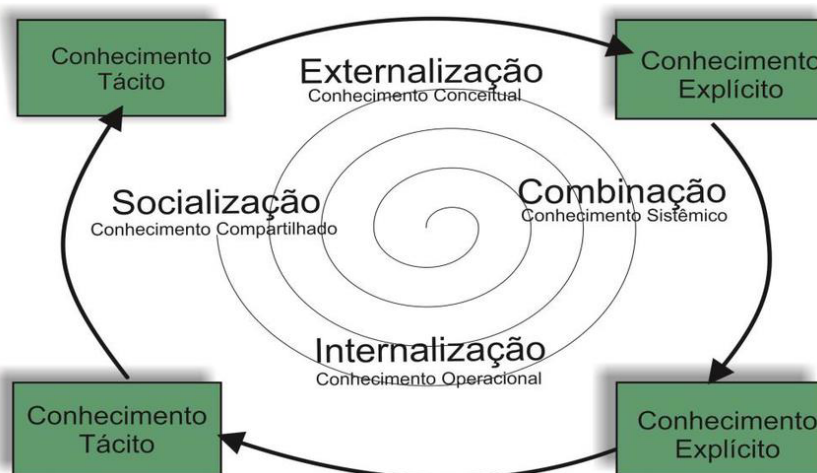 Conhecimento
Tácito
Externalização
Conhecimento Conceitual
Conhecimento
Explícito
Socialização
Conhecimento Compartilhado
Combinação
Conhecimento Sistêmico
Internalização
Conhecimento Operacional
Conhecimento
Tácito
Conhecimento
Explícito